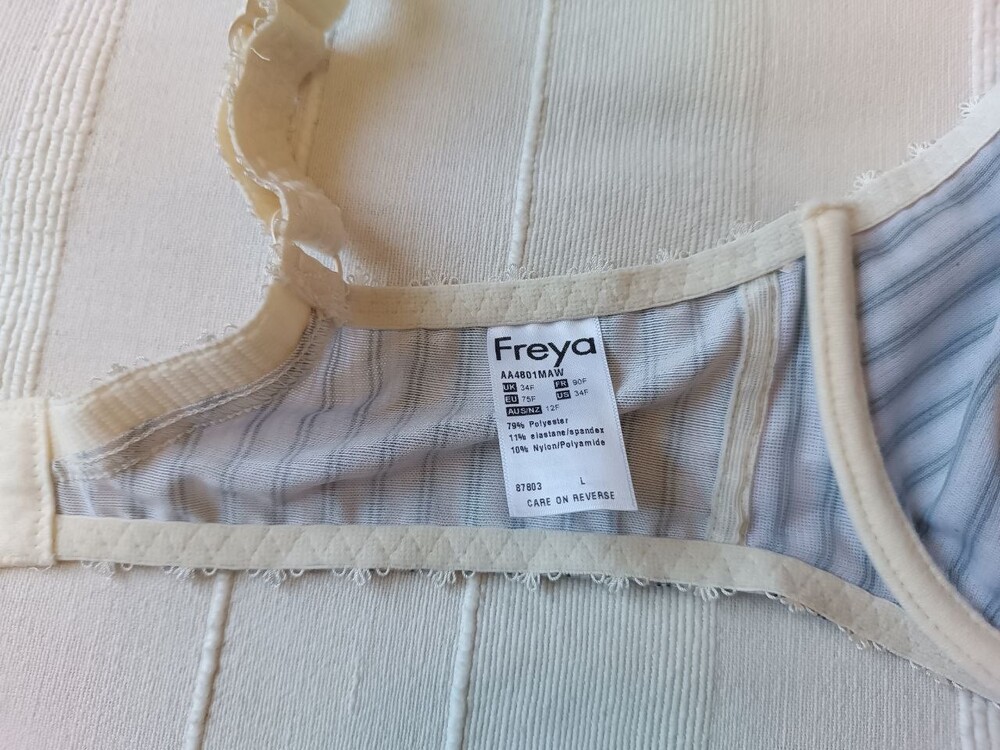 Freya
AA4801MAW
UK 34F FR 90F
EU 75F US 34F
AUS/NZ 12F
79% Polyester
11% elastane/spandex
10% Nylon/Polyamide
87803 L
CARE ON REVERSE